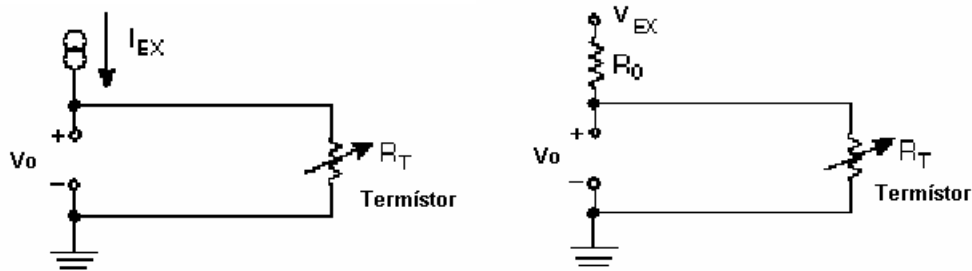 I EX
+
Vo
−
R T
Termístor
V EX
R 0
+
Vo
−
R T
Termístor